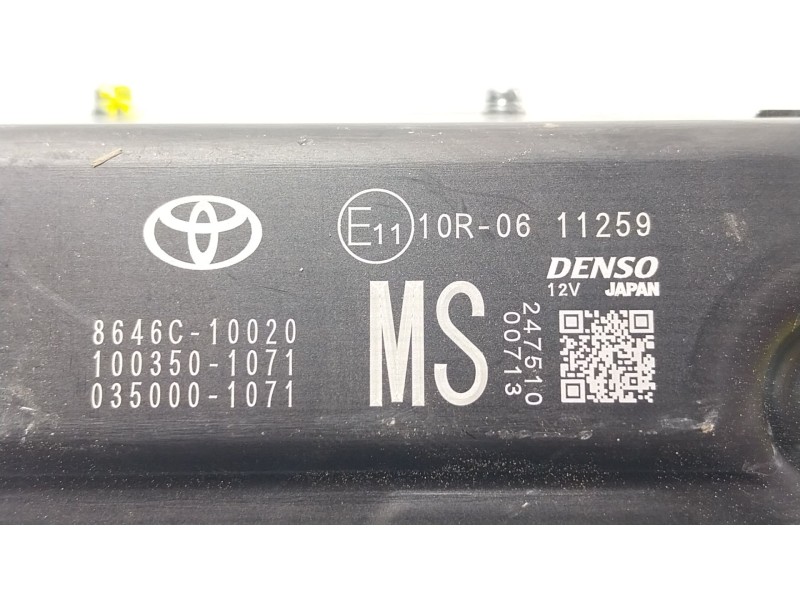 E11 10R-06 11259
DENSO
12V JAPAN
8646C-10020
100350-1071
035000-1071
MS
247510
00713